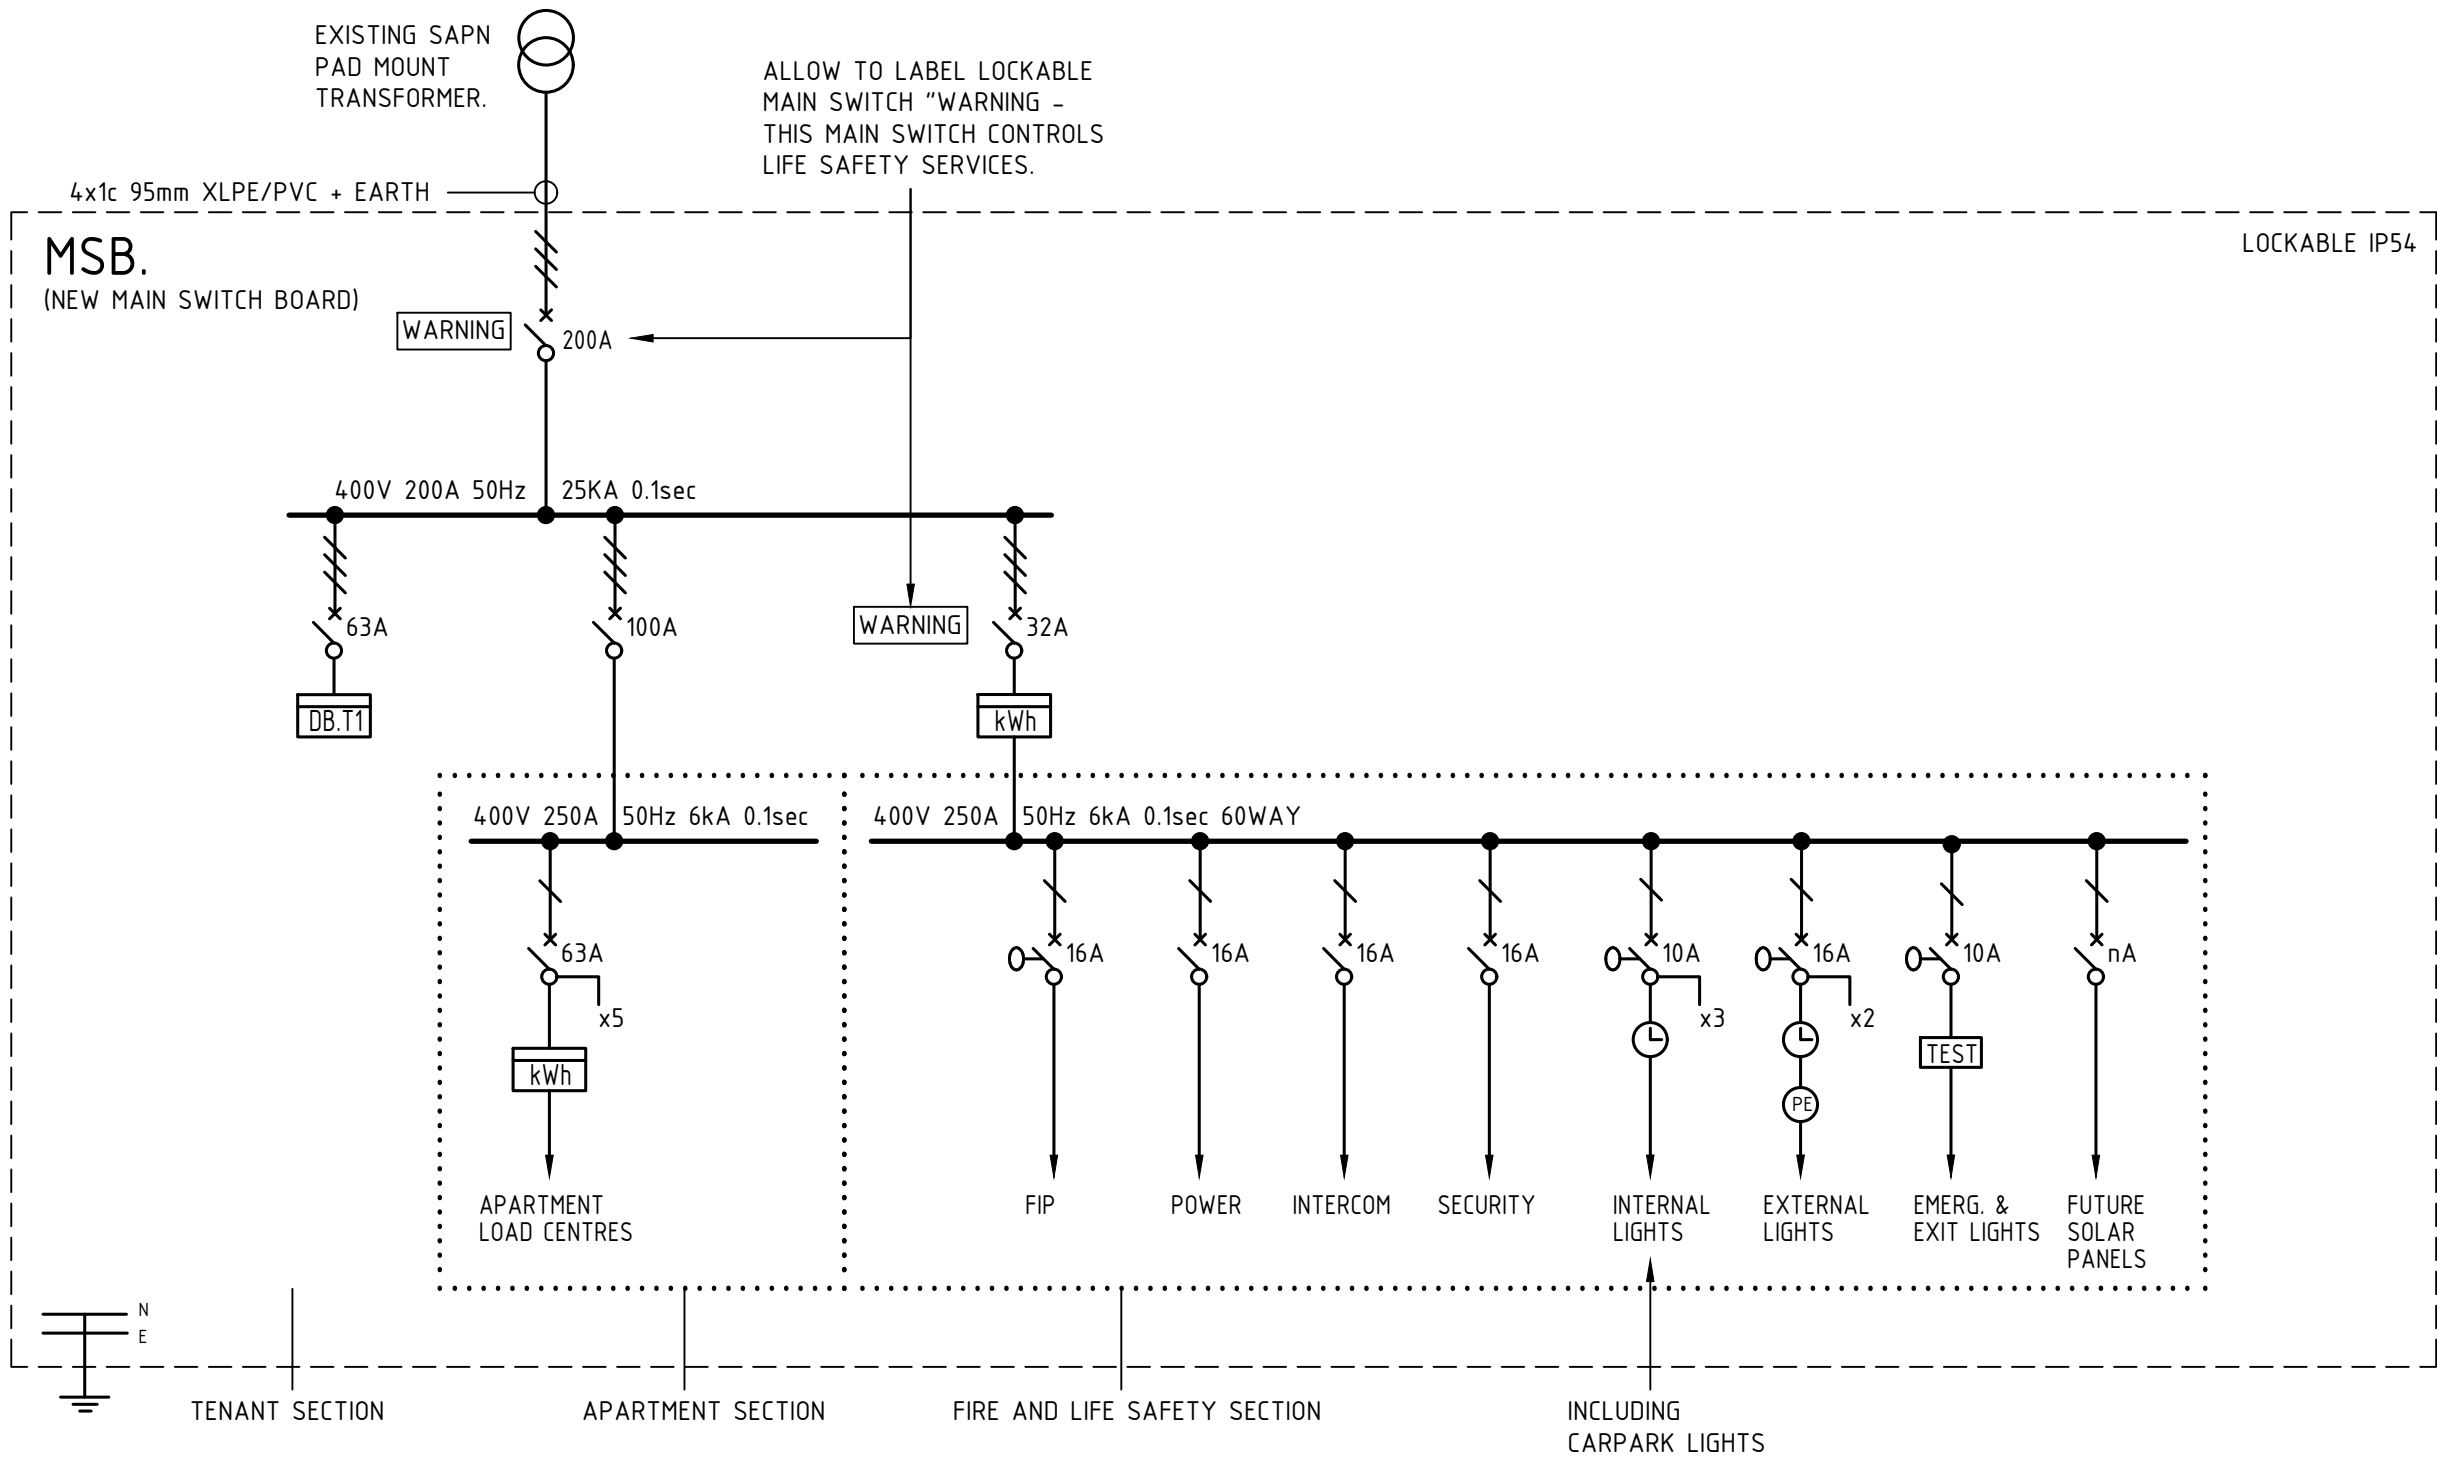 EXISTING SAPN
PAD MOUNT
TRANSFORMER.
ALLOW TO LABEL LOCKABLE
MAIN SWITCH "WARNING -
THIS MAIN SWITCH CONTROLS
LIFE SAFETY SERVICES.
4x1c 95mm XLPE/PVC + EARTH
MSB.
(NEW MAIN SWITCH BOARD)
LOCKABLE IP54
WARNING
200A
400V 200A 50Hz 25KA 0.1sec
63A
100A
WARNING
32A
DB.T1
kWh
400V 250A 50Hz 6kA 0.1sec
400V 250A 50Hz 6kA 0.1sec 60WAY
63A
16A
16A
16A
16A
10A
16A
10A
nA
x5
x3
x2
kWh
TEST
PE
APARTMENT
LOAD CENTRES
FIP
POWER
INTERCOM
SECURITY
INTERNAL
LIGHTS
EXTERNAL
LIGHTS
EMERG. &
EXIT LIGHTS
FUTURE
SOLAR
PANELS
N
E
TENANT SECTION
APARTMENT SECTION
FIRE AND LIFE SAFETY SECTION
INCLUDING
CARPARK LIGHTS